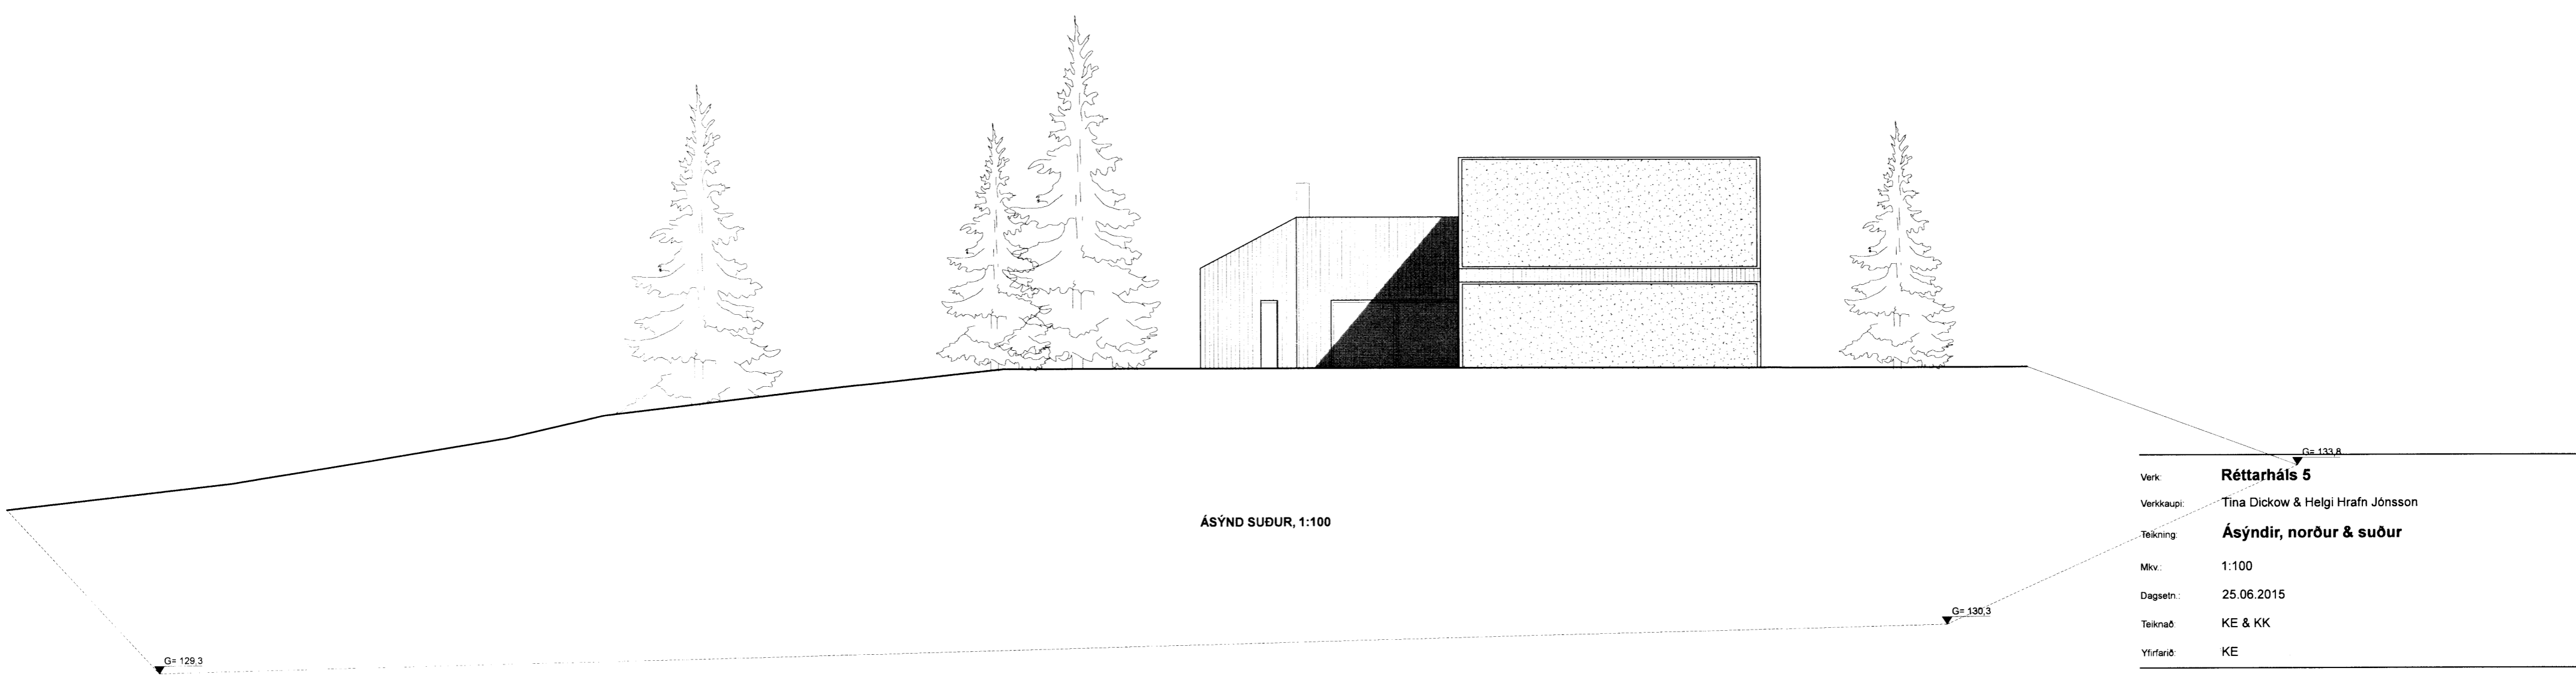 G= 133,8
Verk: Réttarháls 5
Verkkaupi: Tina Dickow & Helgi Hrafn Jónsson
ÁSÝND SUÐUR, 1:100
Teikning: Ásýndir, norður & suður
Mkv.: 1:100
Dagsetn.: 25.06.2015
G= 130,3
Teiknað: KE & KK
Yfirfarið: KE
G= 129,3